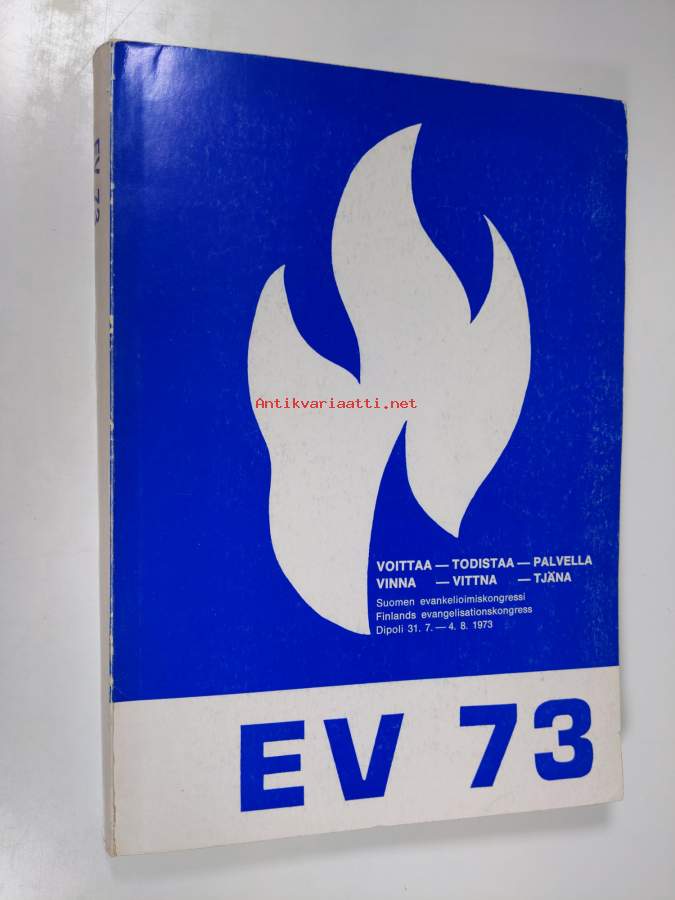 EV 73
Antikvariaatti.net
VOITTAA — TODISTAA — PALVELLA
VINNA — VITTNA — TJÄNA
Suomen evankelioimiskongressi
Finlands evangelisationskongress
Dipoli 31. 7. — 4. 8. 1973
EV 73